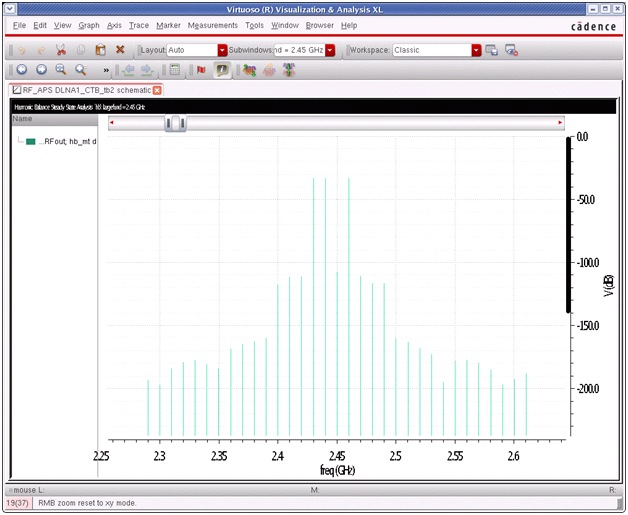 Virtuoso (R) Visualization & Analysis XL
File Edit View Graph Axis Trace Marker Measurements Tools Window Browser Help
cādence
Layout: Auto Subwindows: nd = 2.45 GHz Workspace: Classic
»
RF_APS DLNA1_CTB_tb2 schematic
Harmonic Balance Steady State Analysis `hb' largefund = 2.45 GHz
Name
...RFout; hb_mt d
0.0
-50.0
-100.0
V (dB)
-150.0
-200.0
2.25 2.3 2.35 2.4 2.45 2.5 2.55 2.6
freq (GHz)
mouse L: M: R:
19(37) RMB zoom reset to xy mode.